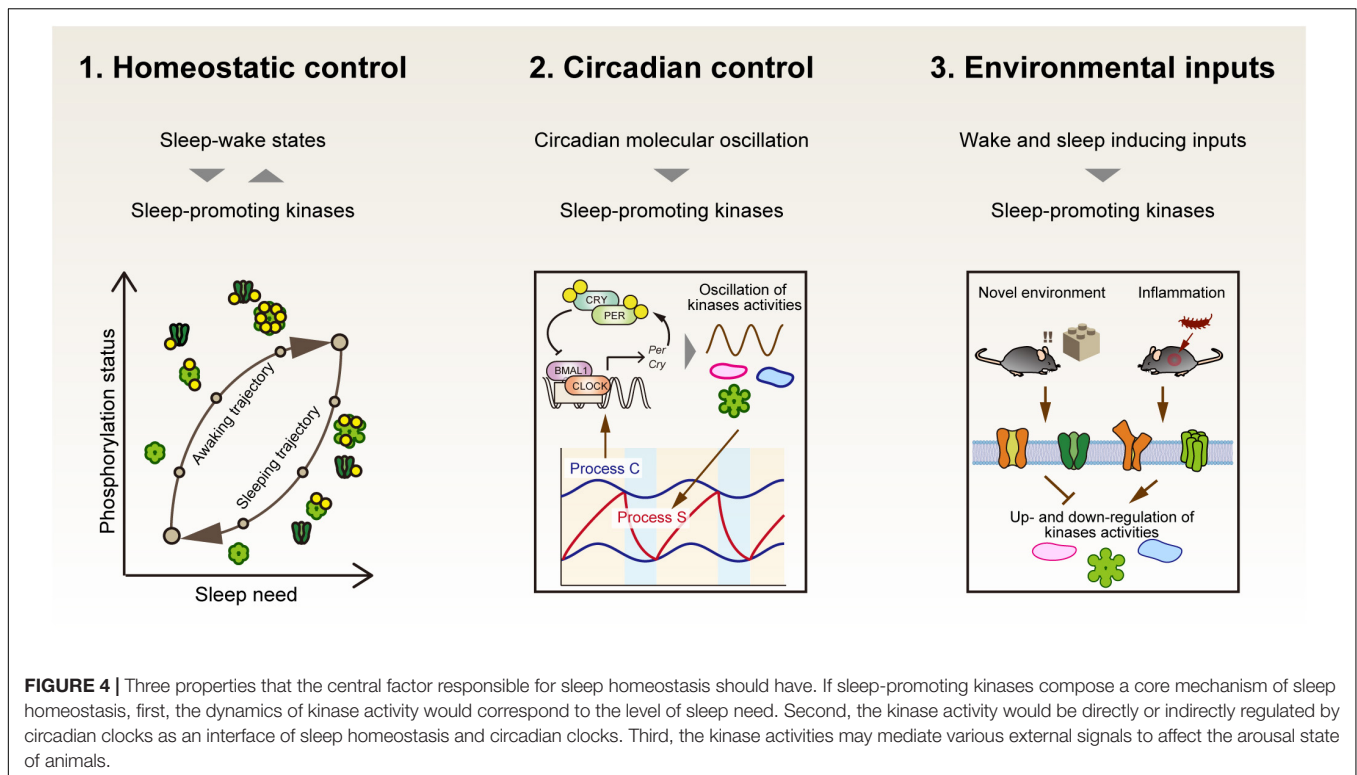 1. Homeostatic control
Sleep-wake states
Sleep-promoting kinases
Phosphorylation status
Awaking trajectory
Sleeping trajectory
Sleep need
2. Circadian control
Circadian molecular oscillation
Sleep-promoting kinases
CRY
PER
BMAL1
CLOCK
Per
Cry
Oscillation of
kinases activities
Process C
Process S
3. Environmental inputs
Wake and sleep inducing inputs
Sleep-promoting kinases
Novel environment
!!
Inflammation
Up- and down-regulation of
kinases activities
FIGURE 4 | Three properties that the central factor responsible for sleep homeostasis should have. If sleep-promoting kinases compose a core mechanism of sleep
homeostasis, first, the dynamics of kinase activity would correspond to the level of sleep need. Second, the kinase activity would be directly or indirectly regulated by
circadian clocks as an interface of sleep homeostasis and circadian clocks. Third, the kinase activities may mediate various external signals to affect the arousal state
of animals.